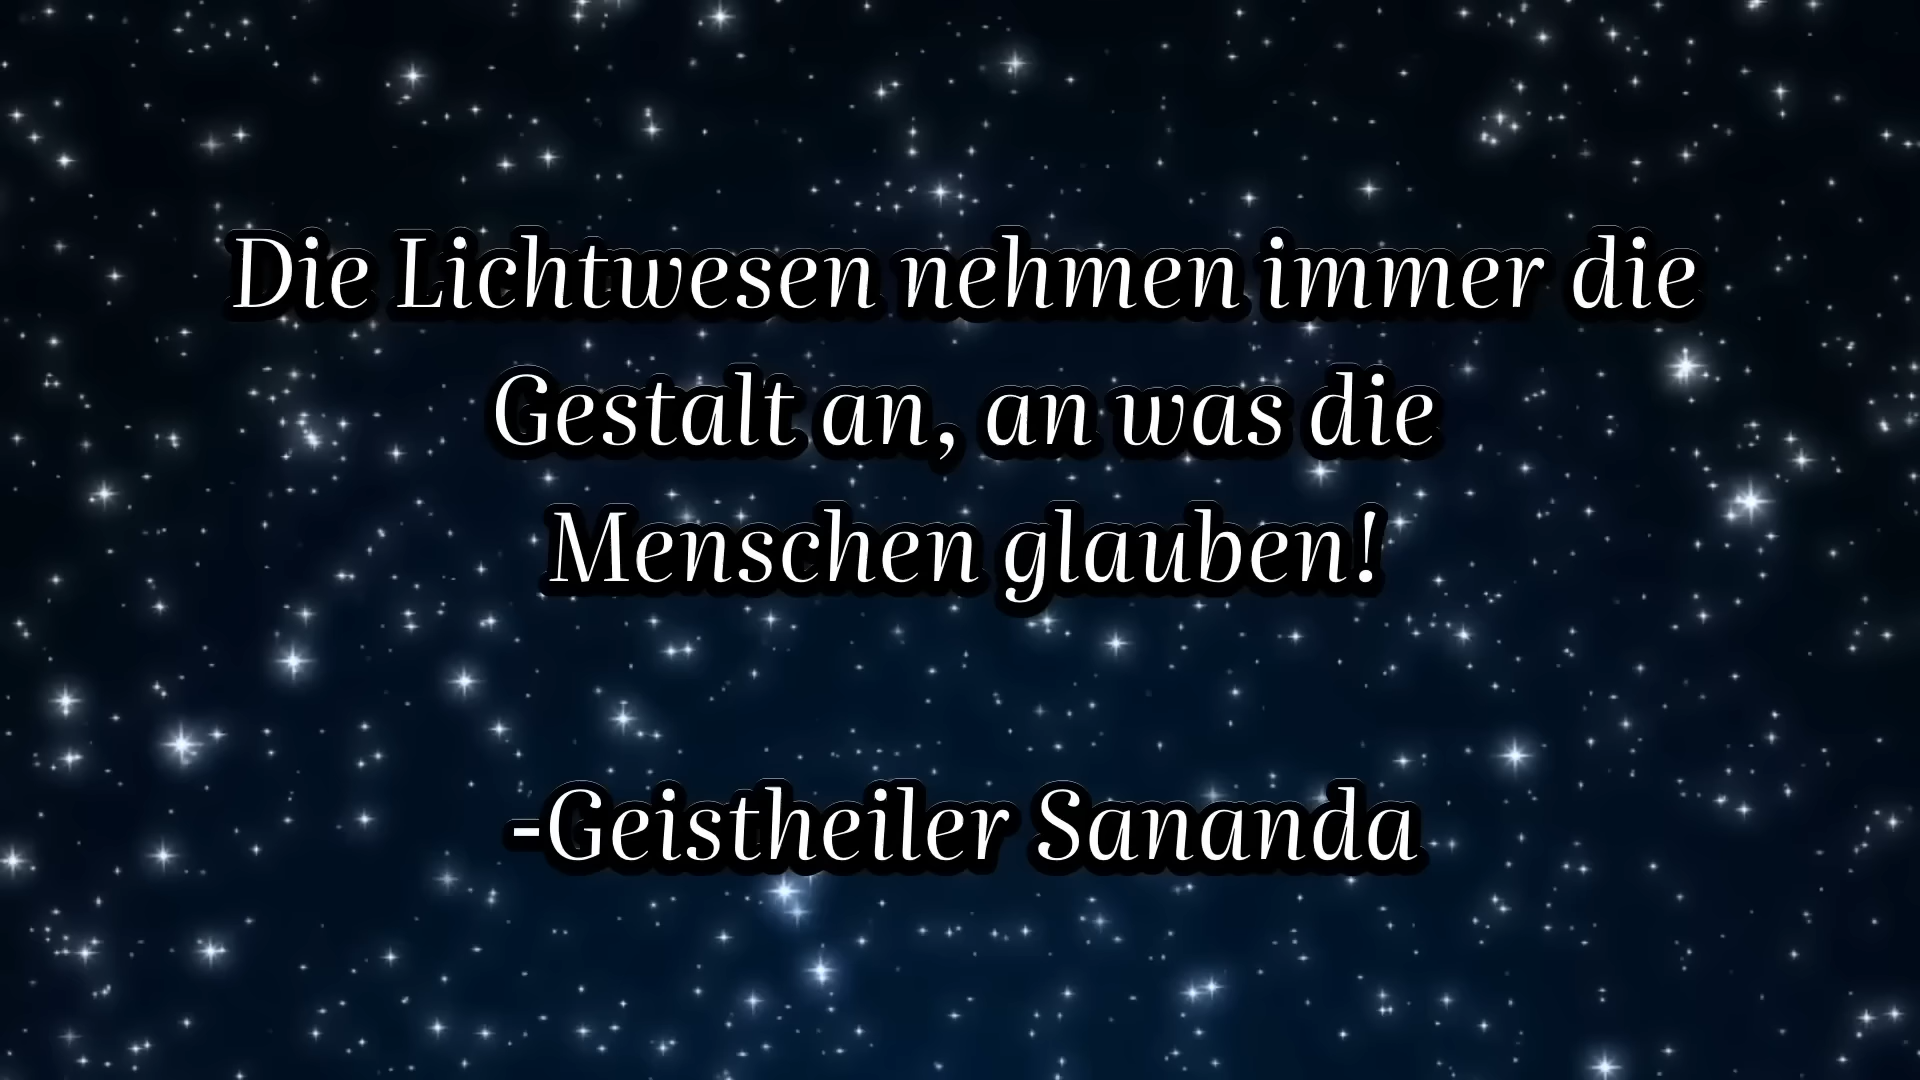 Die Lichtwesen nehmen immer die
Gestalt an, an was die
Menschen glauben!
-Geistheiler Sananda